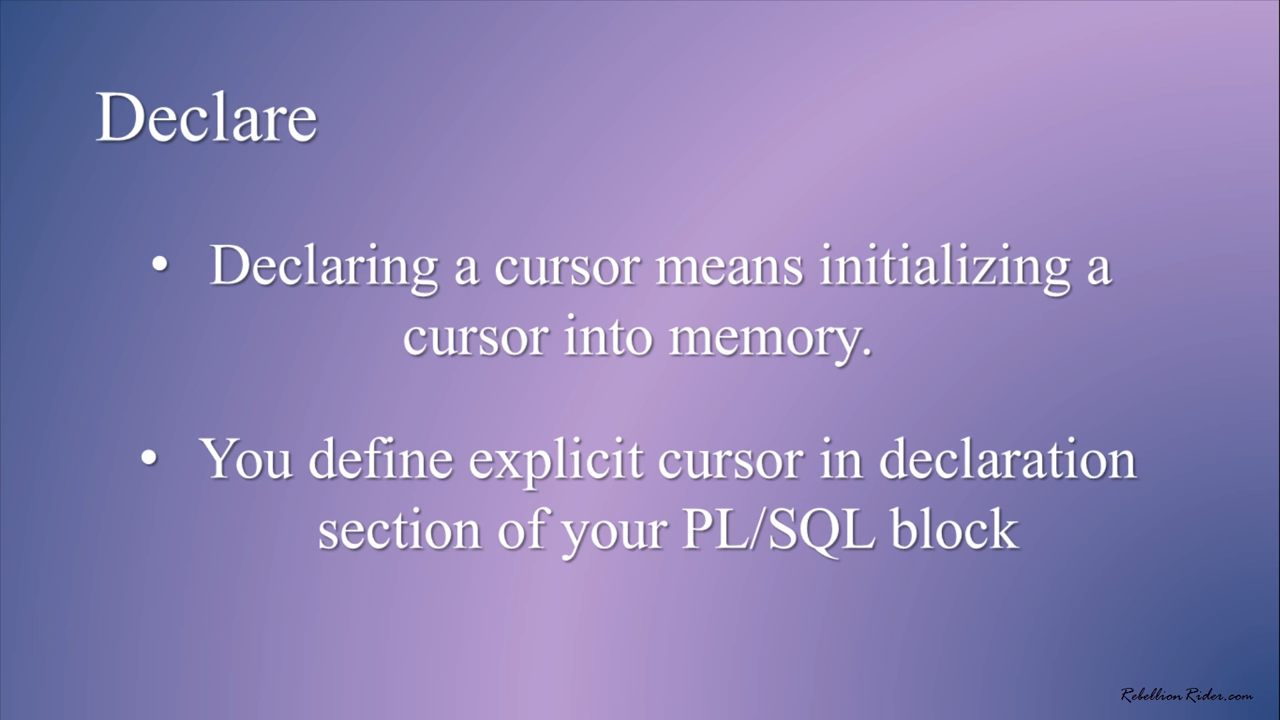 Declare
• Declaring a cursor means initializing a
cursor into memory.
• You define explicit cursor in declaration
section of your PL/SQL block
RebellionRider.com